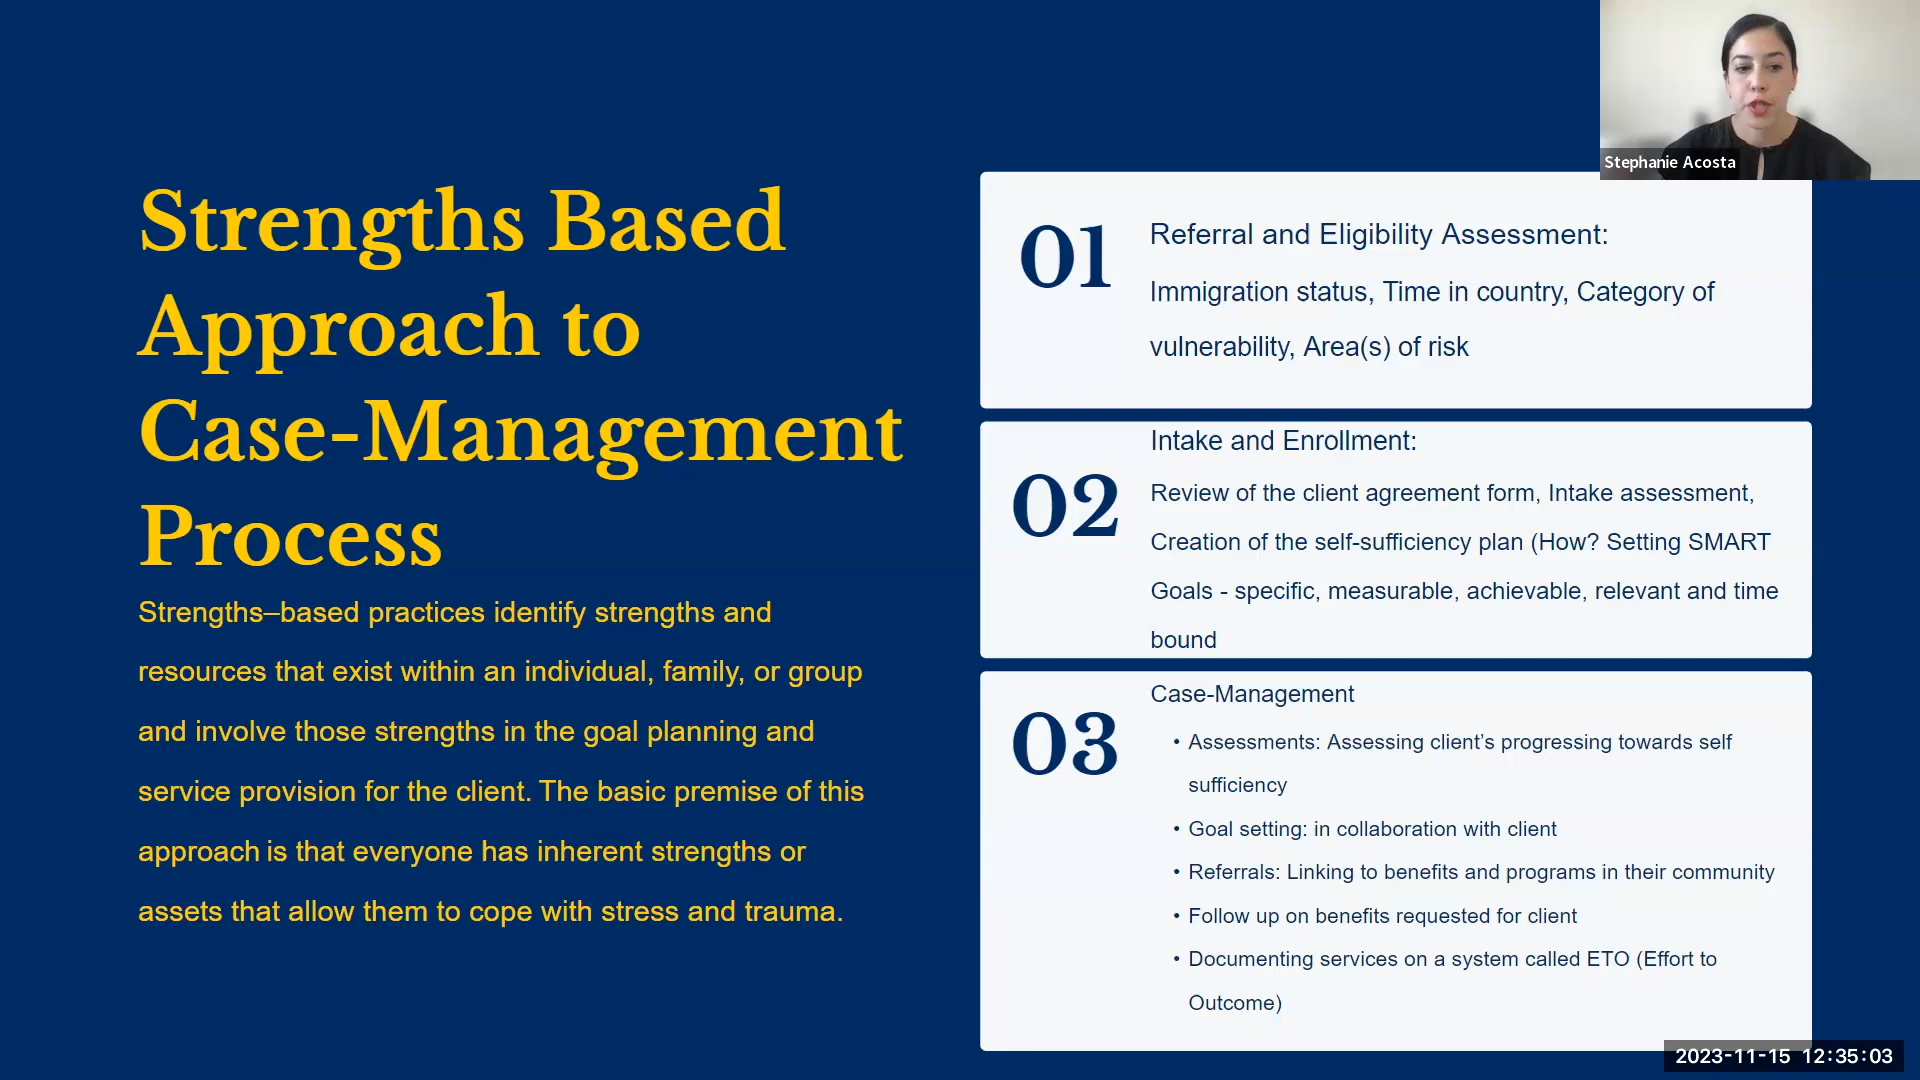 Strengths Based
Approach to
Case-Management
Process
Strengths–based practices identify strengths and
resources that exist within an individual, family, or group
and involve those strengths in the goal planning and
service provision for the client. The basic premise of this
approach is that everyone has inherent strengths or
assets that allow them to cope with stress and trauma.
Stephanie Acosta
01
Referral and Eligibility Assessment:
Immigration status, Time in country, Category of
vulnerability, Area(s) of risk
02
Intake and Enrollment:
Review of the client agreement form, Intake assessment,
Creation of the self-sufficiency plan (How? Setting SMART
Goals - specific, measurable, achievable, relevant and time
bound
03
Case-Management
• Assessments: Assessing client’s progressing towards self
sufficiency
• Goal setting: in collaboration with client
• Referrals: Linking to benefits and programs in their community
• Follow up on benefits requested for client
• Documenting services on a system called ETO (Effort to
Outcome)
2023-11-15 12:35:03